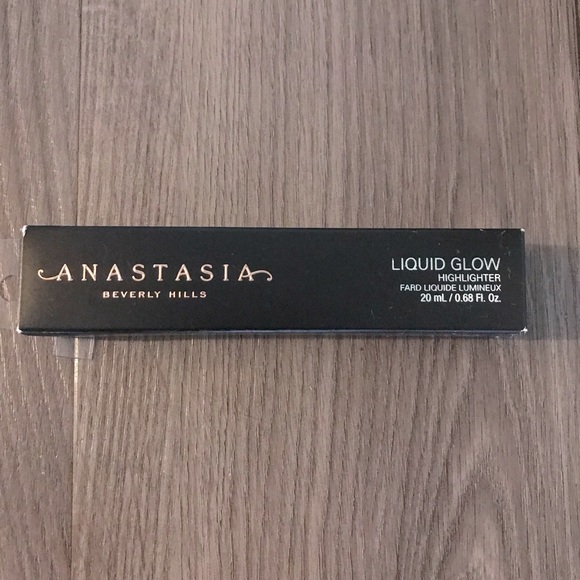 ANASTASIA
BEVERLY HILLS
LIQUID GLOW
HIGHLIGHTER
FARD LIQUIDE LUMINEUX
20 mL / 0.68 Fl. Oz.